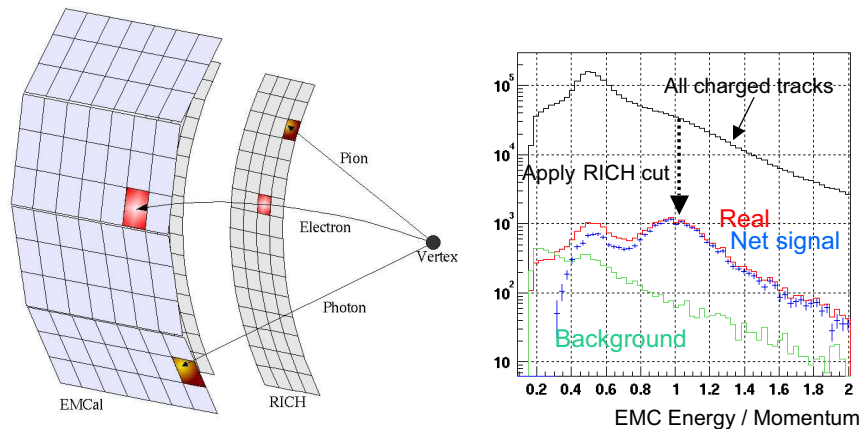 Pion
Electron
Vertex
Photon
EMCal
RICH
10^5
10^4
10^3
10^2
10
All charged tracks
Apply RICH cut
Real
Net signal
Background
0.2 0.4 0.6 0.8 1 1.2 1.4 1.6 1.8 2
EMC Energy / Momentum